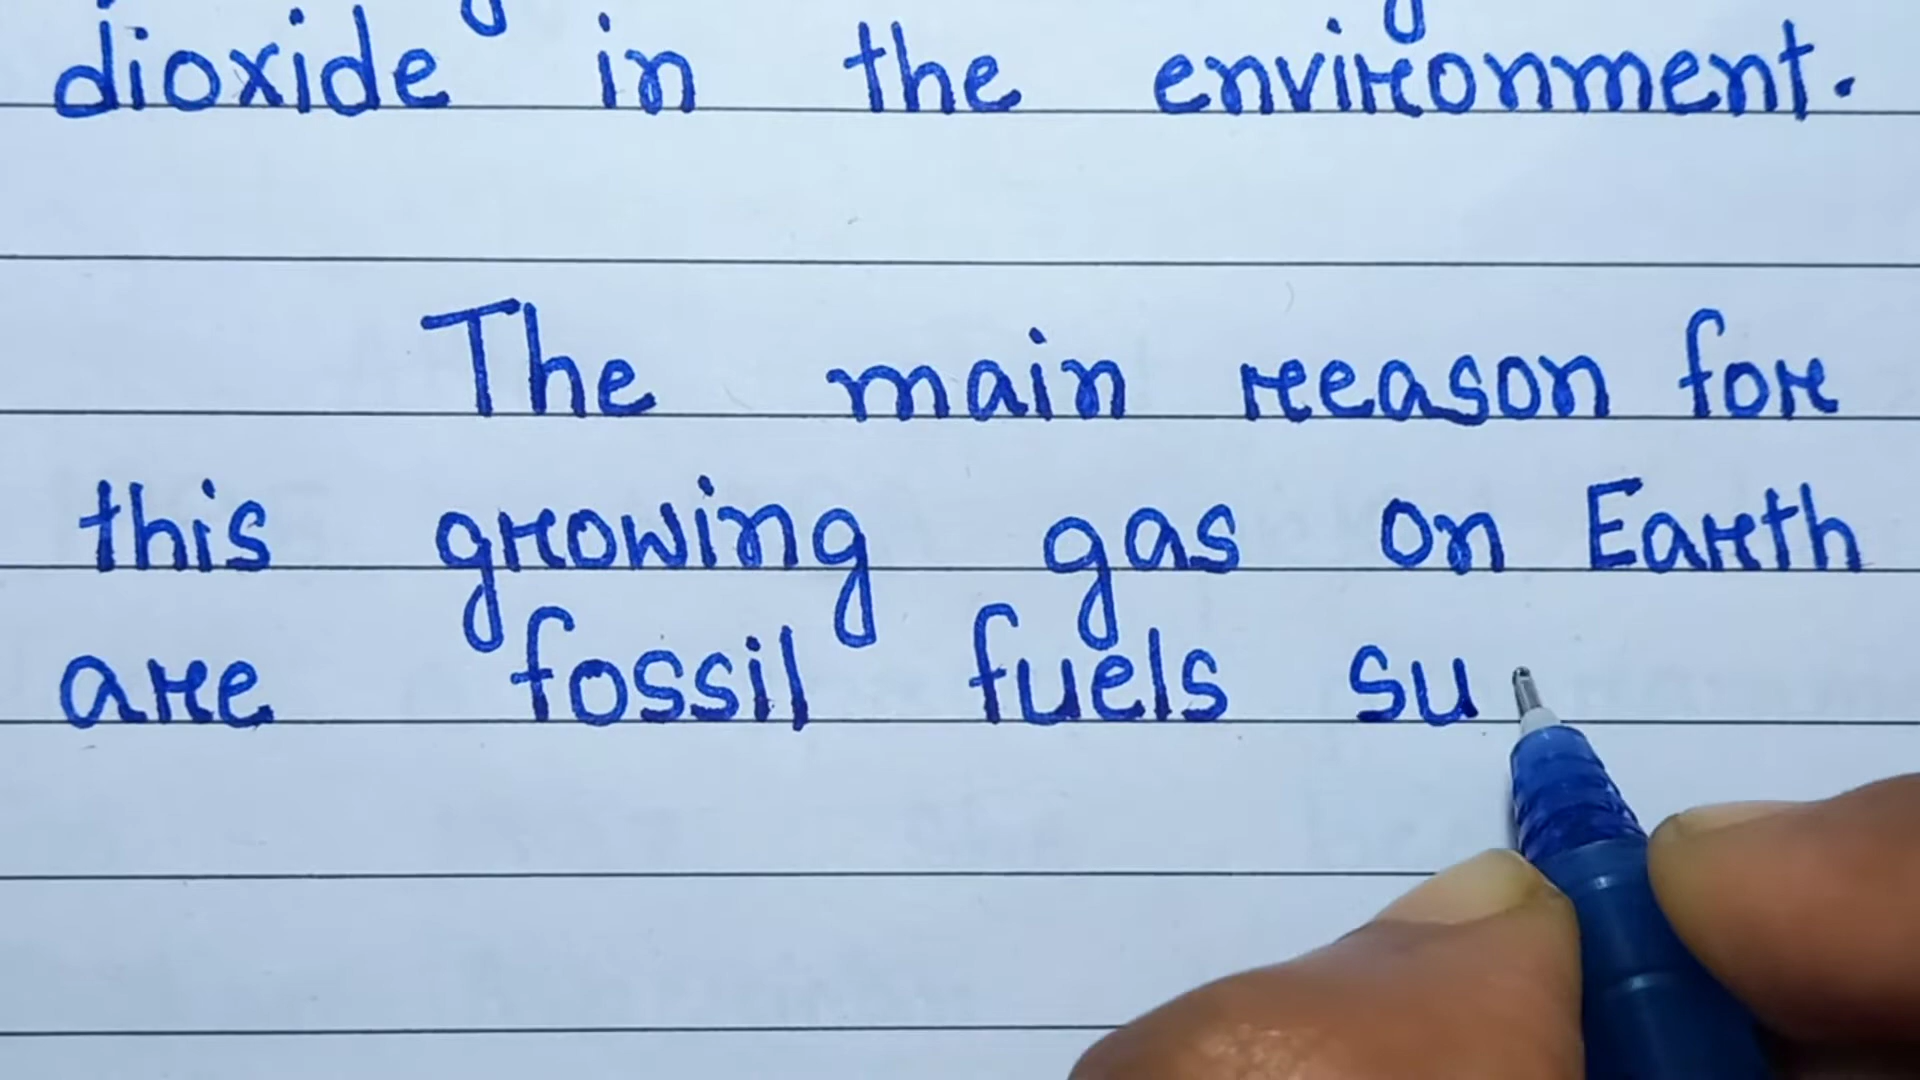 dioxide in the environment.
The main reason for
this growing gas on Earth
are fossil fuels su